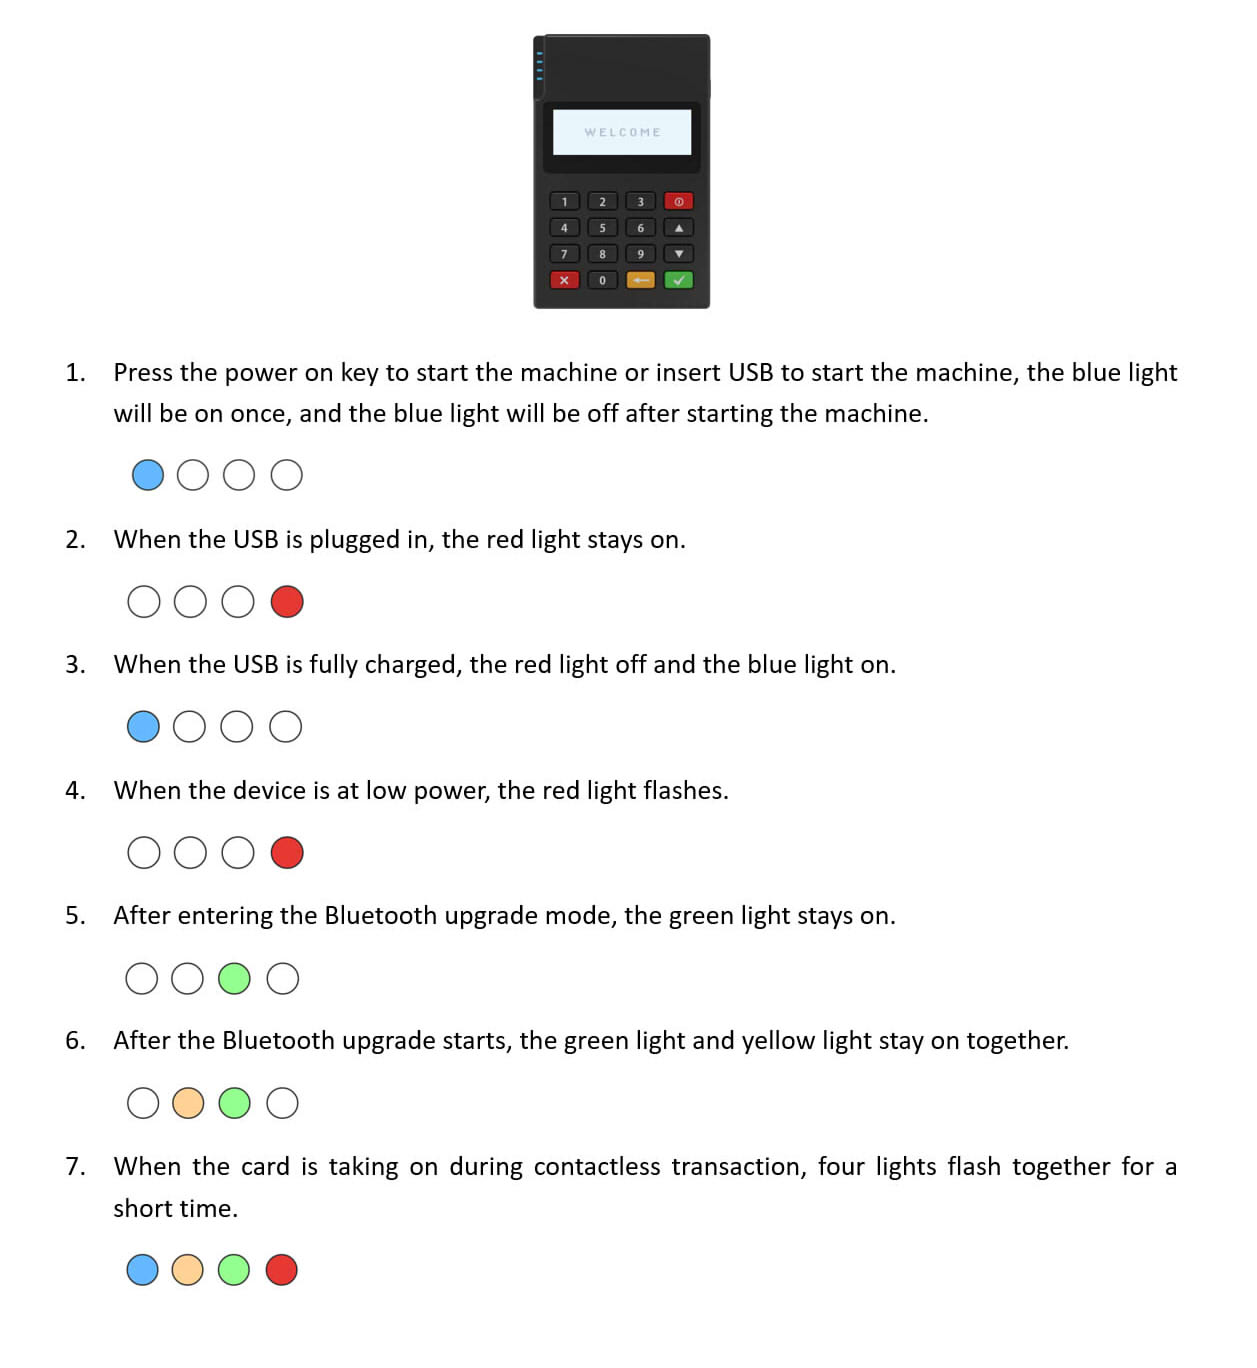 WELCOME
1 2 3
4 5 6
7 8 9
0
1. Press the power on key to start the machine or insert USB to start the machine, the blue light
will be on once, and the blue light will be off after starting the machine.
2. When the USB is plugged in, the red light stays on.
3. When the USB is fully charged, the red light off and the blue light on.
4. When the device is at low power, the red light flashes.
5. After entering the Bluetooth upgrade mode, the green light stays on.
6. After the Bluetooth upgrade starts, the green light and yellow light stay on together.
7. When the card is taking on during contactless transaction, four lights flash together for a
short time.